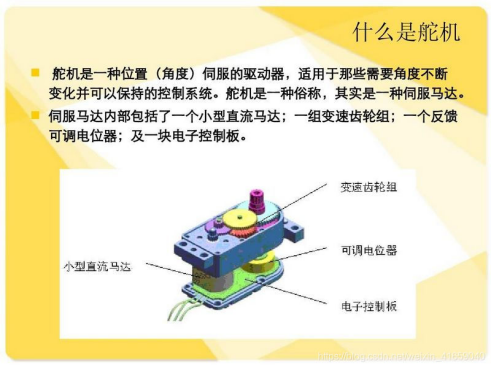 什么是舵机
舵机是一种位置（角度）伺服的驱动器，适用于那些需要角度不断
变化并可以保持的控制系统。舵机是一种俗称，其实是一种伺服马达。
伺服马达内部包括了一个小型直流马达；一组变速齿轮组；一个反馈
可调电位器；及一块电子控制板。
变速齿轮组
可调电位器
小型直流马达
电子控制板